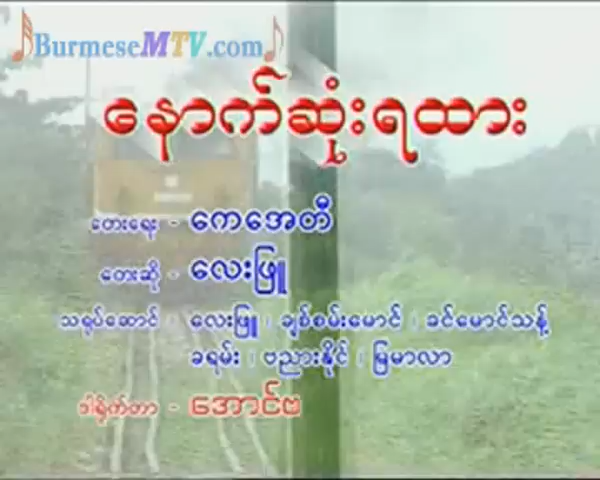 BurmeseMTV.com
နောက်ဆုံးရထား
တေးရေး - ကေအေတီ
တေးဆို - လေးဖြူ
သရုပ်ဆောင် - လေးဖြူ ၊ ချစ်စမ်းမောင် ၊ ခင်မောင်သန့်
ခရမ်း ၊ ဗညားနိုင် ၊ မြမာလာ
ဒါရိုက်တာ - အောင်ဗ